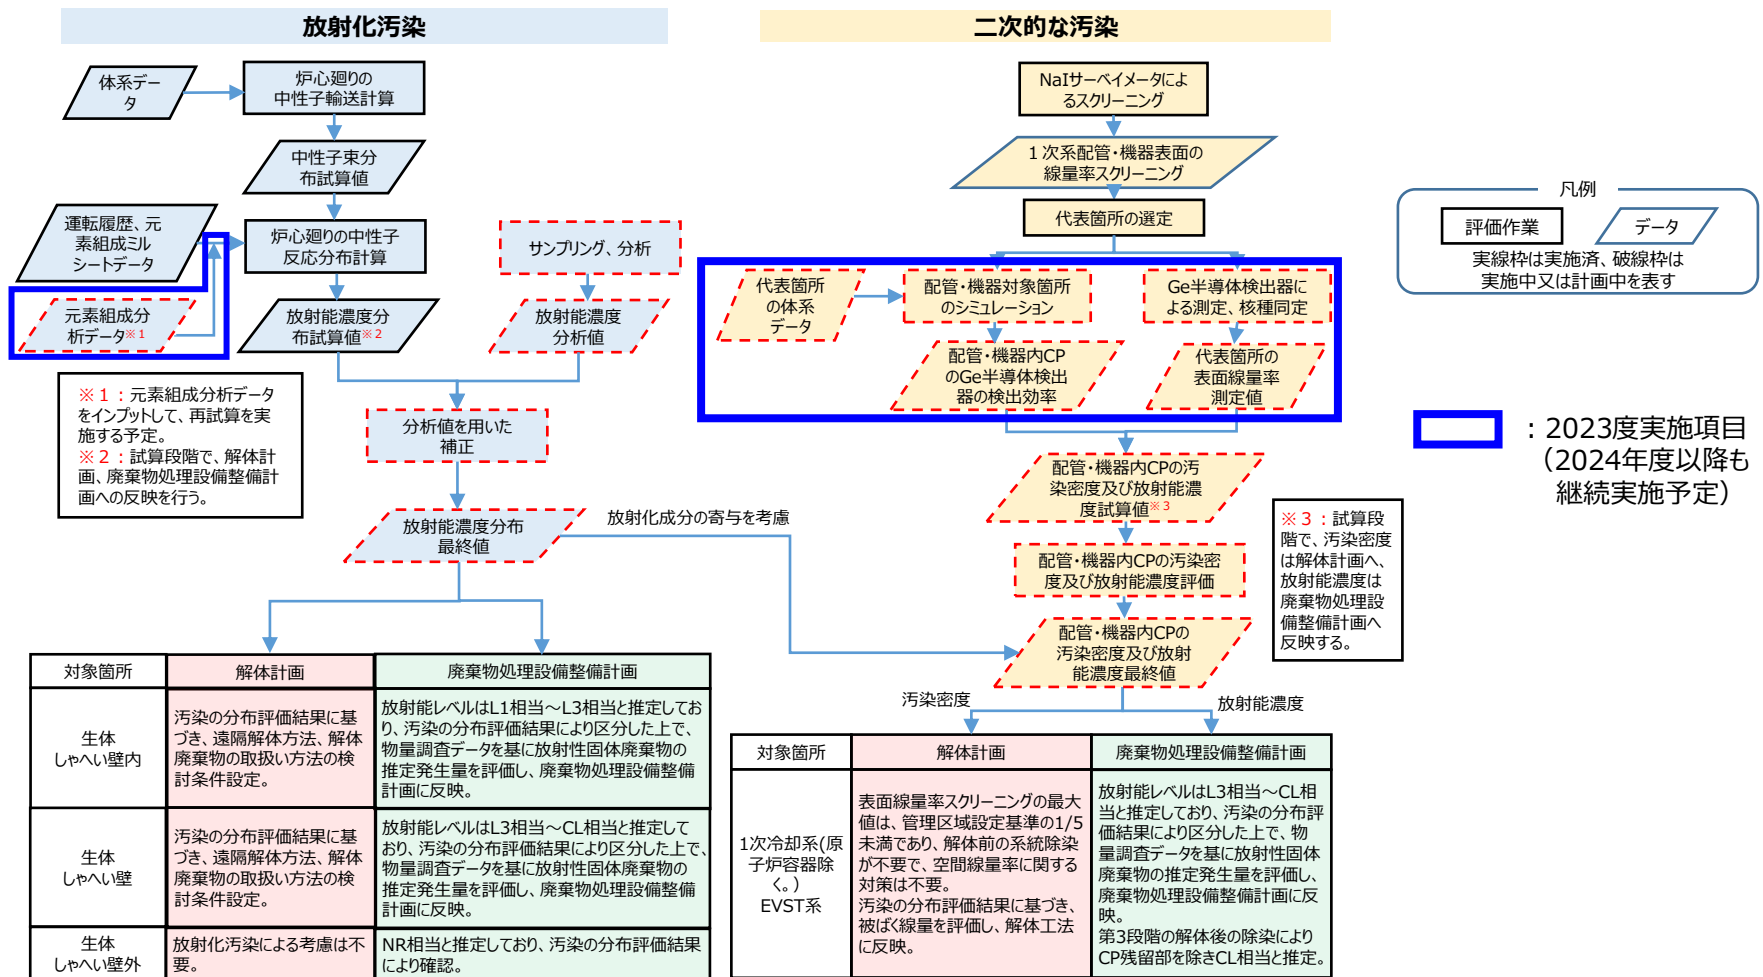 放射化汚染
体系デー
タ
炉心廻りの
中性子輸送計算
中性子束分
布試算値
運転履歴、元
素組成ミル
シートデータ
炉心廻りの中性子
反応分布計算
サンプリング、分析
元素組成分
析データ※1
放射能濃度分
布試算値※2
放射能濃度
分析値
※1:元素組成分析データ
をインプットして、再試算を実
施する予定。
※2:試算段階で、解体計
画、廃棄物処理設備整備計
画への反映を行う。
分析値を用いた
補正
放射能濃度分布
最終値
放射化成分の寄与を考慮
対象箇所
解体計画
廃棄物処理設備整備計画
生体
しゃへい壁内
汚染の分布評価結果に基
づき、遠隔解体方法、解体
廃棄物の取扱い方法の検
討条件設定。
放射能レベルはL1相当~L3相当と推定してお
り、汚染の分布評価結果により区分した上で、
物量調査データを基に放射性固体廃棄物の
推定発生量を評価し、廃棄物処理設備整備
計画に反映。
生体
しゃへい壁
汚染の分布評価結果に基
づき、遠隔解体方法、解体
廃棄物の取扱い方法の検
討条件設定。
放射能レベルはL3相当~CL相当と推定して
おり、汚染の分布評価結果により区分した上で、
物量調査データを基に放射性固体廃棄物の
推定発生量を評価し、廃棄物処理設備整備
計画に反映。
生体
しゃへい壁外
放射化汚染による考慮は不
要。
NR相当と推定しており、汚染の分布評価結果
により確認。
二次的な汚染
NaIサーベイメータによ
るスクリーニング
1次系配管・機器表面の
線量率スクリーニング
代表箇所の選定
代表箇所
の体系
データ
配管・機器対象箇所
のシミュレーション
Ge半導体検出器に
よる測定、核種同定
配管・機器内CP
のGe半導体検出
器の検出効率
代表箇所の
表面線量率
測定値
配管・機器内CPの汚
染密度及び放射能濃
度試算値※3
配管・機器内CPの汚染密
度及び放射能濃度評価
配管・機器内CPの
汚染密度及び放射
能濃度最終値
※3:試算段
階で、汚染密度
は解体計画へ、
放射能濃度は
廃棄物処理設
備整備計画へ
反映する。
汚染密度
放射能濃度
対象箇所
解体計画
廃棄物処理設備整備計画
1次冷却系(原
子炉容器除
く。)
EVST系
表面線量率スクリーニングの最大
値は、管理区域設定基準の1/5
未満であり、解体前の系統除染
が不要で、空間線量率に関する
対策は不要。
汚染の分布評価結果に基づき、
被ばく線量を評価し、解体工法
に反映。
放射能レベルはL3相当~CL相
当と推定しており、汚染の分布評
価結果により区分した上で、物
量調査データを基に放射性固体
廃棄物の推定発生量を評価し、
廃棄物処理設備整備計画に反
映。
第3段階の解体後の除染により
CP残留部を除きCL相当と推定。
凡例
評価作業
データ
実線枠は実施済、破線枠は
実施中又は計画中を表す
:2023度実施項目
(2024年度以降も
継続実施予定)